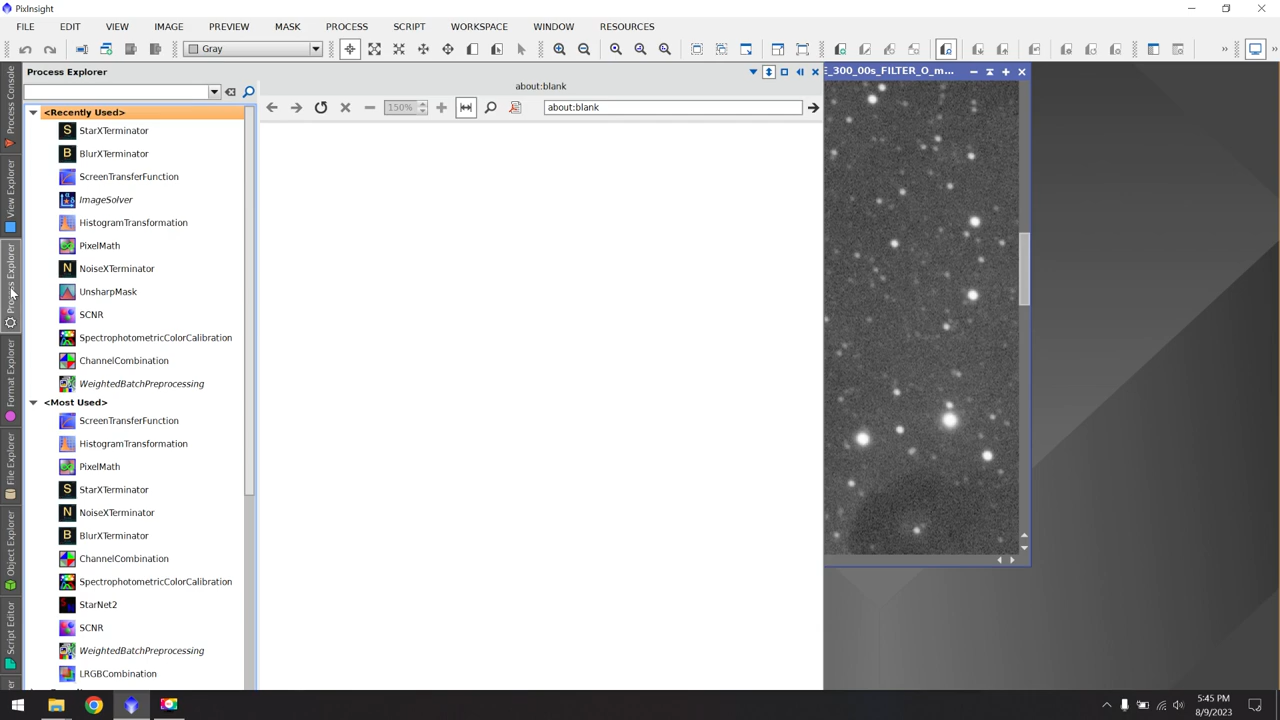 PixInsight
FILE EDIT VIEW IMAGE PREVIEW MASK PROCESS SCRIPT WORKSPACE WINDOW RESOURCES
Gray
Process Explorer
E_300_00s_FILTER_O_m...
about:blank
150%
about:blank
Process Console
View Explorer
Process Explorer
Format Explorer
File Explorer
Object Explorer
Script Editor
<Recently Used>
StarXTerminator
BlurXTerminator
ScreenTransferFunction
ImageSolver
HistogramTransformation
PixelMath
NoiseXTerminator
UnsharpMask
SCNR
SpectrophotometricColorCalibration
ChannelCombination
WeightedBatchPreprocessing
<Most Used>
ScreenTransferFunction
HistogramTransformation
PixelMath
StarXTerminator
NoiseXTerminator
BlurXTerminator
ChannelCombination
SpectrophotometricColorCalibration
StarNet2
SCNR
WeightedBatchPreprocessing
LRGBCombination
5:45 PM
8/9/2023